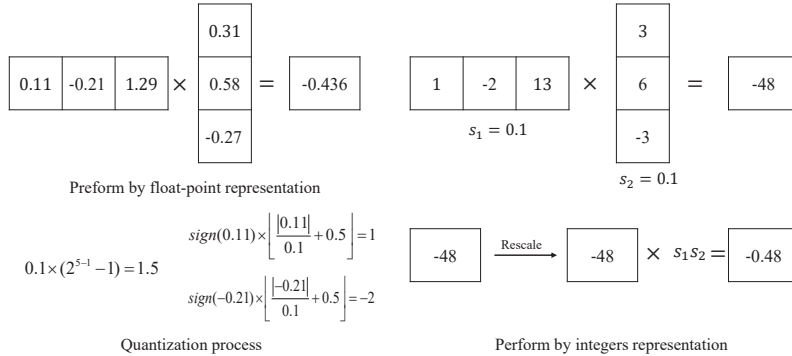 0.11 -0.21 1.29 × 0.31 0.58 -0.27 = -0.436
Preform by float-point representation
1 -2 13 × 3 6 -3 = -48
s₁ = 0.1
s₂ = 0.1
0.1×(2⁵⁻¹ −1) = 1.5
sign(0.11)×⌊|0.11|/0.1 + 0.5⌋ = 1
sign(−0.21)×⌊|−0.21|/0.1 + 0.5⌋ = −2
Quantization process
-48 Rescale -48 × s₁s₂ = -0.48
Perform by integers representation